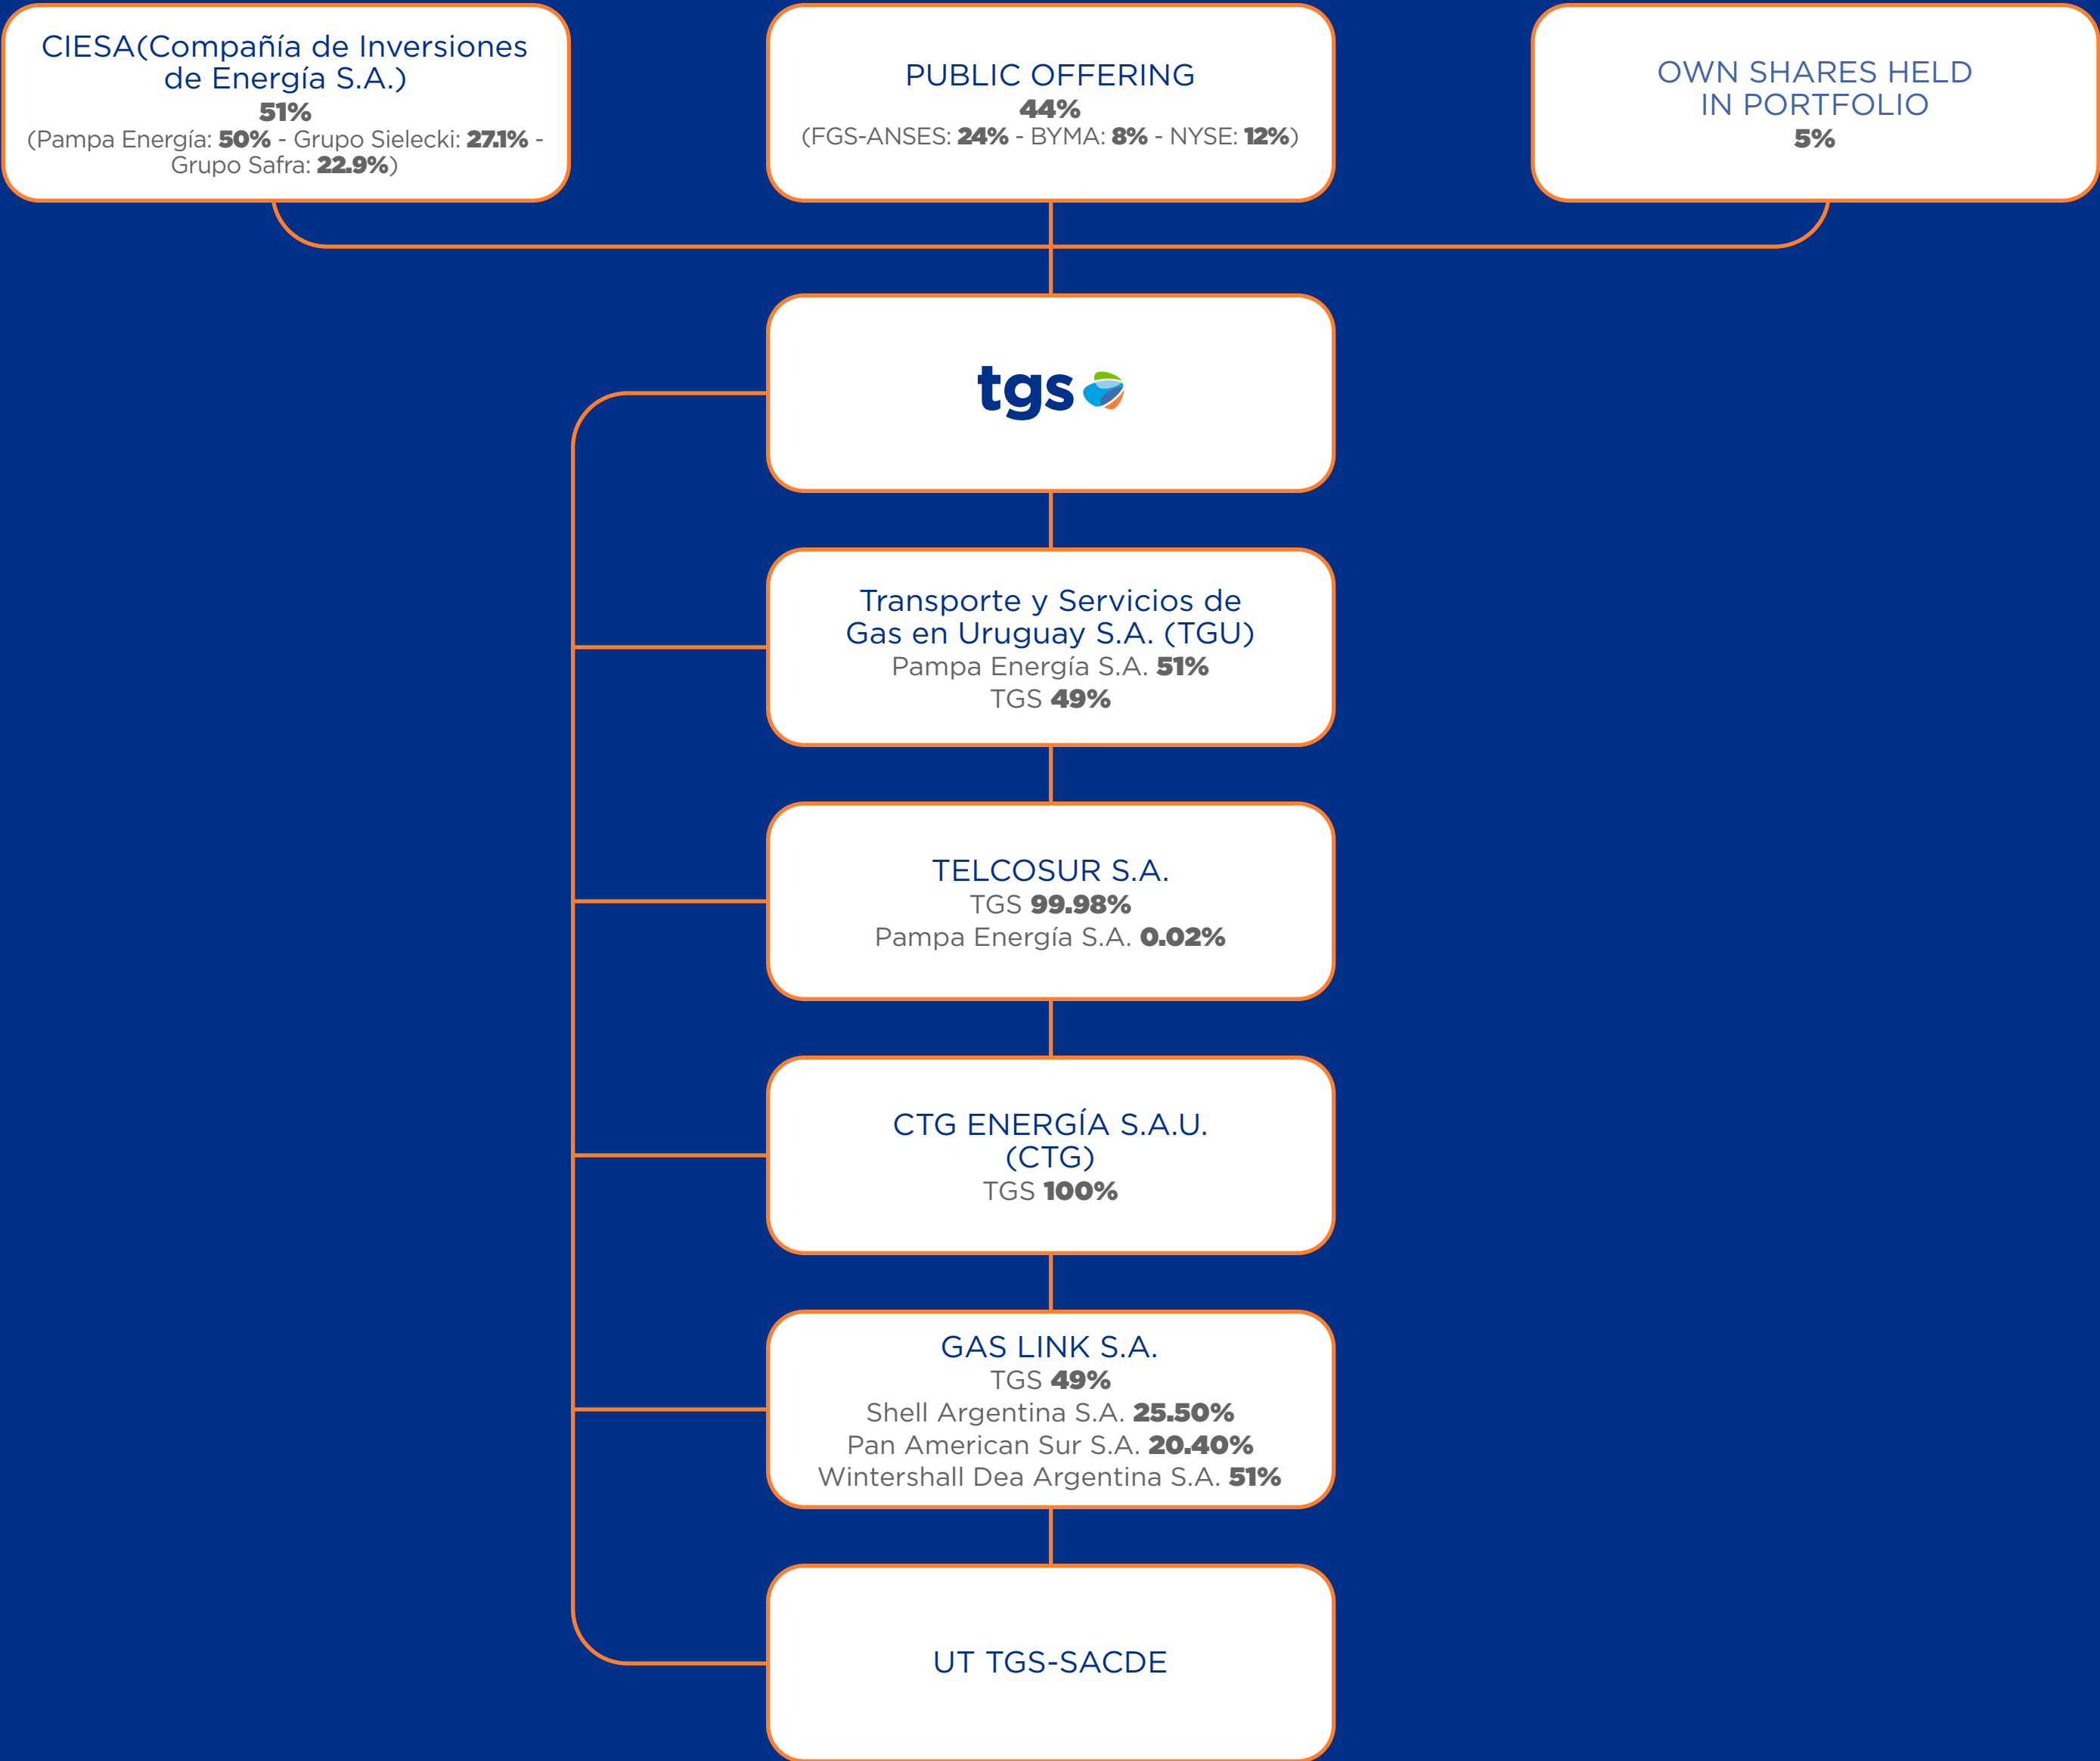 CIESA(Compañía de Inversiones
de Energía S.A.)
51%
(Pampa Energía: 50% - Grupo Sielecki: 27.1% -
Grupo Safra: 22.9%)
PUBLIC OFFERING
44%
(FGS-ANSES: 24% - BYMA: 8% - NYSE: 12%)
OWN SHARES HELD
IN PORTFOLIO
5%
tgs
Transporte y Servicios de
Gas en Uruguay S.A. (TGU)
Pampa Energía S.A. 51%
TGS 49%
TELCOSUR S.A.
TGS 99.98%
Pampa Energía S.A. 0.02%
CTG ENERGÍA S.A.U.
(CTG)
TGS 100%
GAS LINK S.A.
TGS 49%
Shell Argentina S.A. 25.50%
Pan American Sur S.A. 20.40%
Wintershall Dea Argentina S.A. 51%
UT TGS-SACDE